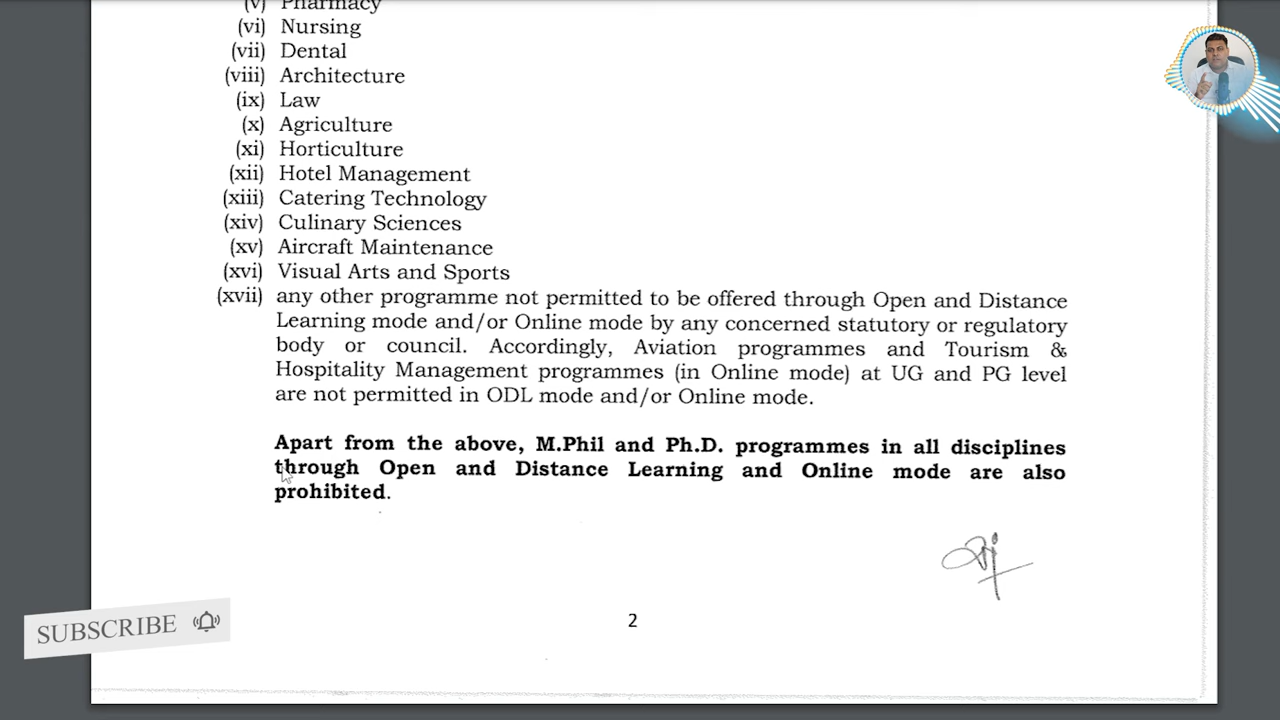 (v) Pharmacy
(vi) Nursing
(vii) Dental
(viii) Architecture
(ix) Law
(x) Agriculture
(xi) Horticulture
(xii) Hotel Management
(xiii) Catering Technology
(xiv) Culinary Sciences
(xv) Aircraft Maintenance
(xvi) Visual Arts and Sports
(xvii) any other programme not permitted to be offered through Open and Distance
Learning mode and/or Online mode by any concerned statutory or regulatory
body or council. Accordingly, Aviation programmes and Tourism &
Hospitality Management programmes (in Online mode) at UG and PG level
are not permitted in ODL mode and/or Online mode.
Apart from the above, M.Phil and Ph.D. programmes in all disciplines
through Open and Distance Learning and Online mode are also
prohibited.
2
SUBSCRIBE